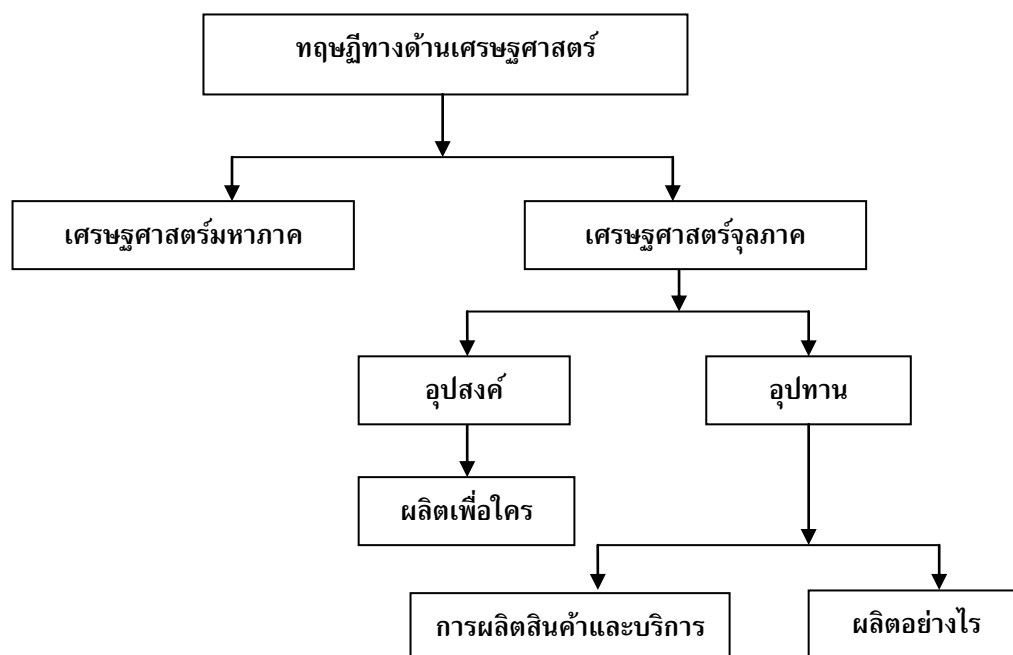 ทฤษฎีทางด้านเศรษฐศาสตร์
เศรษฐศาสตร์มหาภาค
เศรษฐศาสตร์จุลภาค
อุปสงค์
อุปทาน
ผลิตเพื่อใคร
การผลิตสินค้าและบริการ
ผลิตอย่างไร